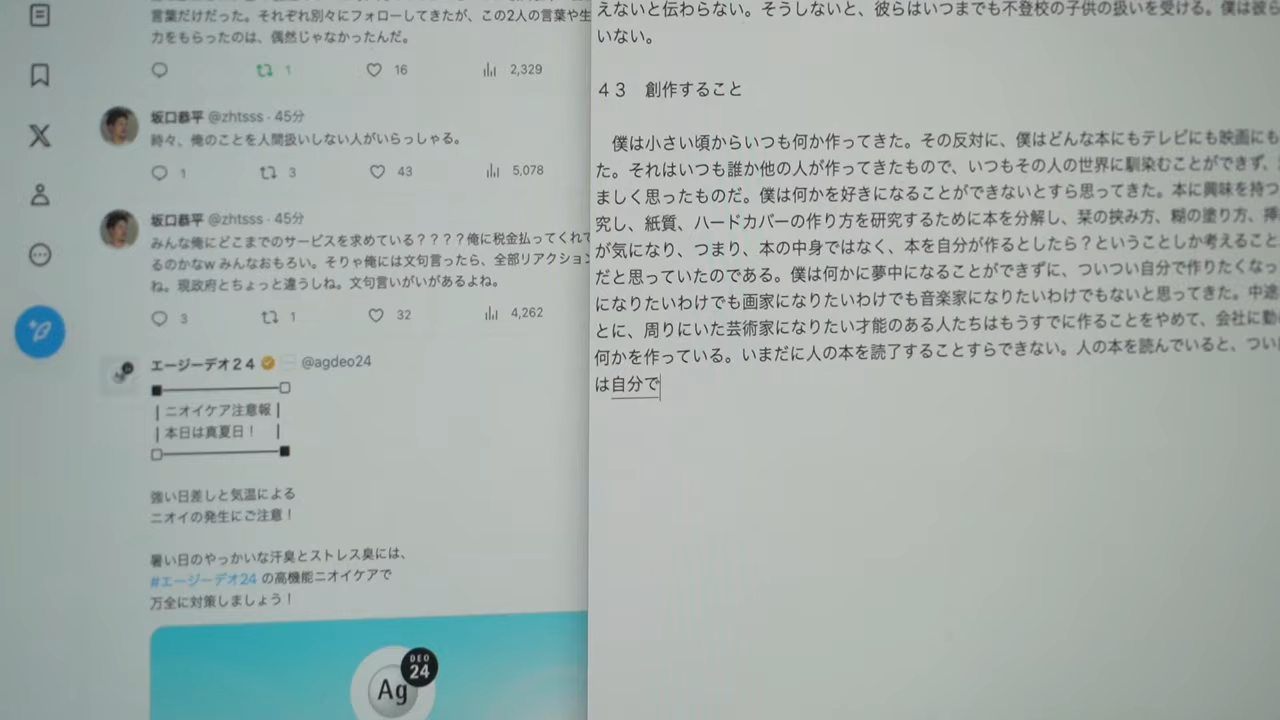 言葉だけだった。それぞれ別々にフォローしてきたが、この2人の言葉や生
力をもらったのは、偶然じゃなかったんだ。
1 16 2,329
坂口恭平 @zhtsss · 45分
時々、俺のことを人間扱いしない人がいらっしゃる。
1 3 43 5,078
坂口恭平 @zhtsss · 45分
みんな俺にどこまでのサービスを求めている????俺に税金払ってくれて
るのかなw みんなおもろい。そりゃ俺には文句言ったら、全部リアクション
ね。現政府とちょっと違うしね。文句言いがいがあるよね。
3 1 32 4,262
エージーデオ24 @agdeo24
|ニオイケア注意報|
|本日は真夏日! |
強い日差しと気温による
ニオイの発生にご注意!
暑い日のやっかいな汗臭とストレス臭には、
#エージーデオ24 の高機能ニオイケアで
万全に対策しましょう!
DEO
24
Ag
えないと伝わらない。そうしないと、彼らはいつまでも不登校の子供の扱いを受ける。僕は彼ら
いない。
43 創作すること
僕は小さい頃からいつも何か作ってきた。その反対に、僕はどんな本にもテレビにも映画にも
た。それはいつも誰か他の人が作ってきたもので、いつもその人の世界に馴染むことができず、
ましく思ったものだ。僕は何かを好きになることができないとすら思ってきた。本に興味を持つ
究し、紙質、ハードカバーの作り方を研究するために本を分解し、栞の挟み方、糊の塗り方、
が気になり、つまり、本の中身ではなく、本を自分が作るとしたら?ということしか考えること
だと思っていたのである。僕は何かに夢中になることができずに、ついつい自分で作りたくなっ
になりたいわけでも画家になりたいわけでも音楽家になりたいわけでもないと思ってきた。中途
とに、周りにいた芸術家になりたい才能のある人たちはもうすでに作ることをやめて、会社に
何かを作っている。いまだに人の本を読了することすらできない。人の本を読んでいると、つい
は自分で